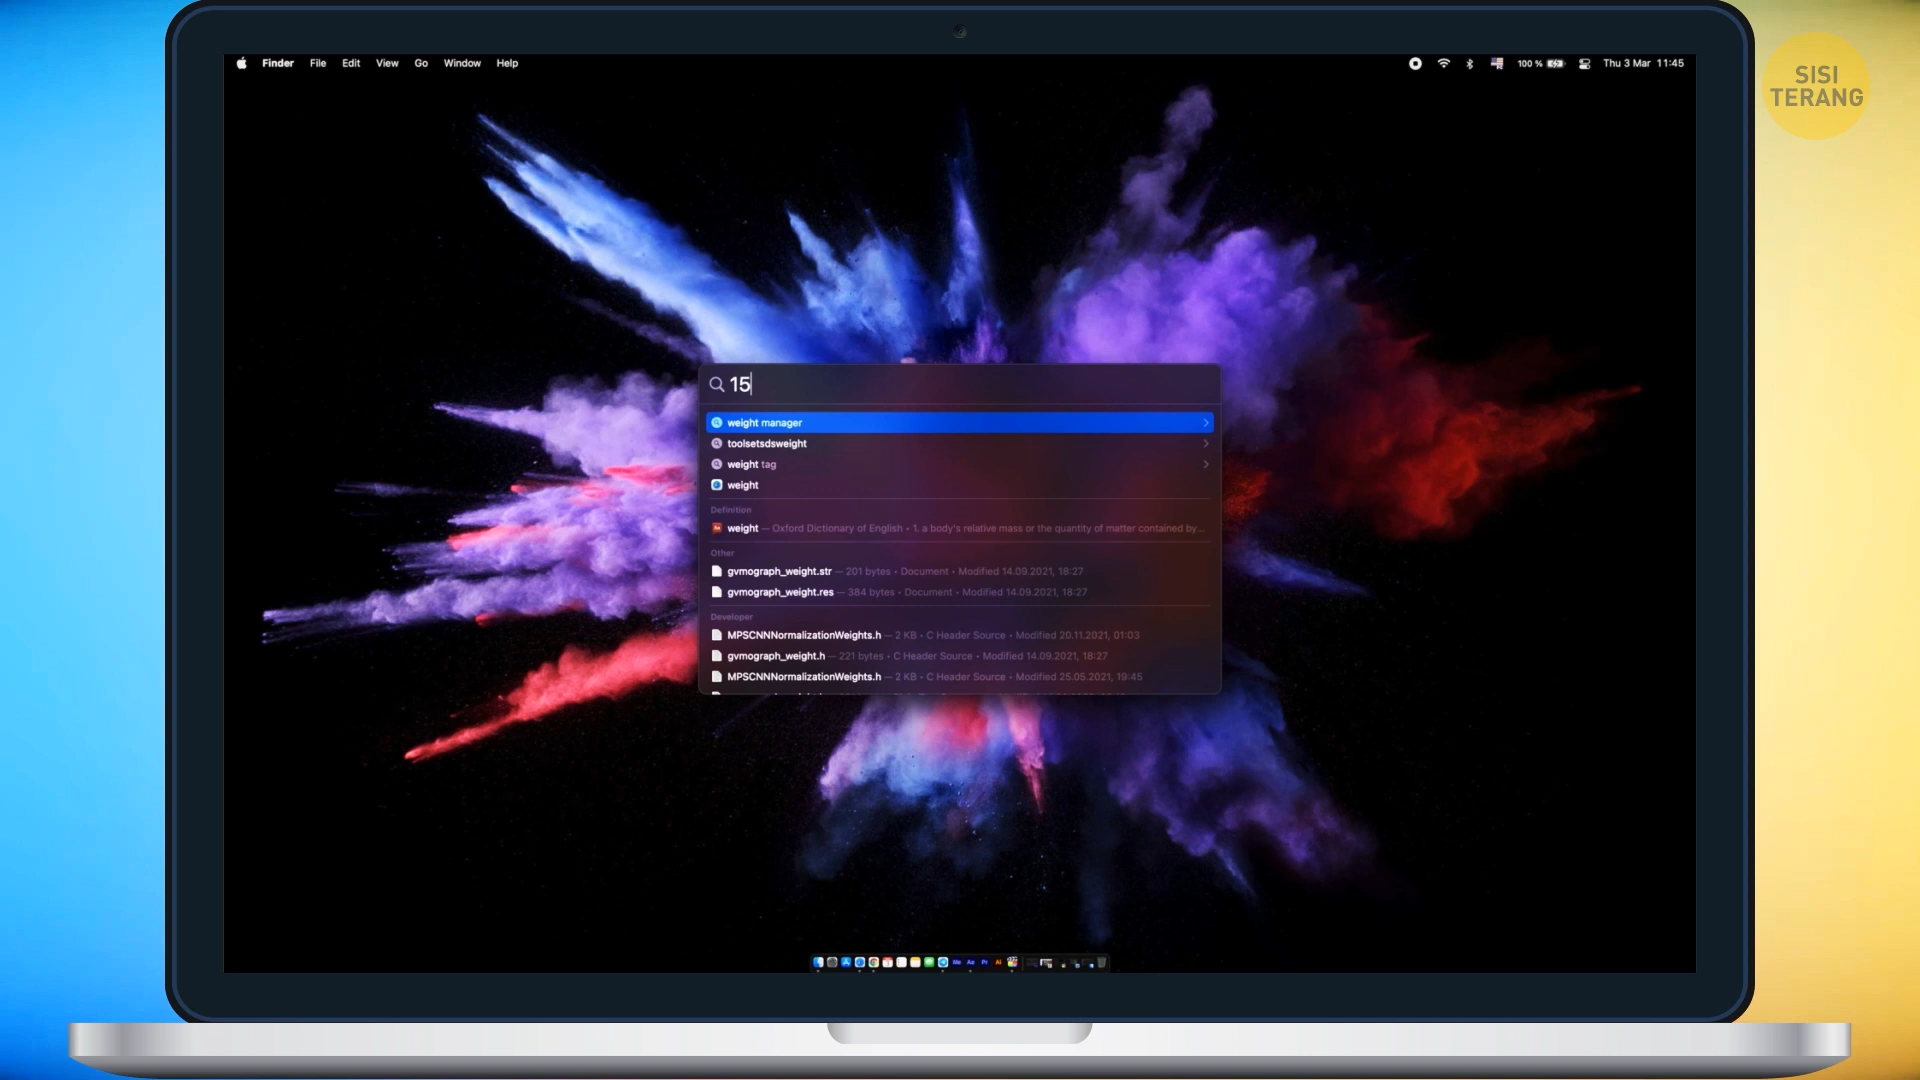 Finder File Edit View Go Window Help
100 % Thu 3 Mar 11:45
SISI
TERANG
15
weight manager
toolsetsdsweight
weight tag
weight
Definition
weight — Oxford Dictionary of English • 1. a body's relative mass or the quantity of matter contained by...
Other
gvmograph_weight.str — 201 bytes • Document • Modified 14.09.2021, 18:27
gvmograph_weight.res — 384 bytes • Document • Modified 14.09.2021, 18:27
Developer
MPSCNNNormalizationWeights.h — 2 KB • C Header Source • Modified 20.11.2021, 01:03
gvmograph_weight.h — 221 bytes • C Header Source • Modified 14.09.2021, 18:27
MPSCNNNormalizationWeights.h — 2 KB • C Header Source • Modified 25.05.2021, 19:45
Me Ae Pr Ai